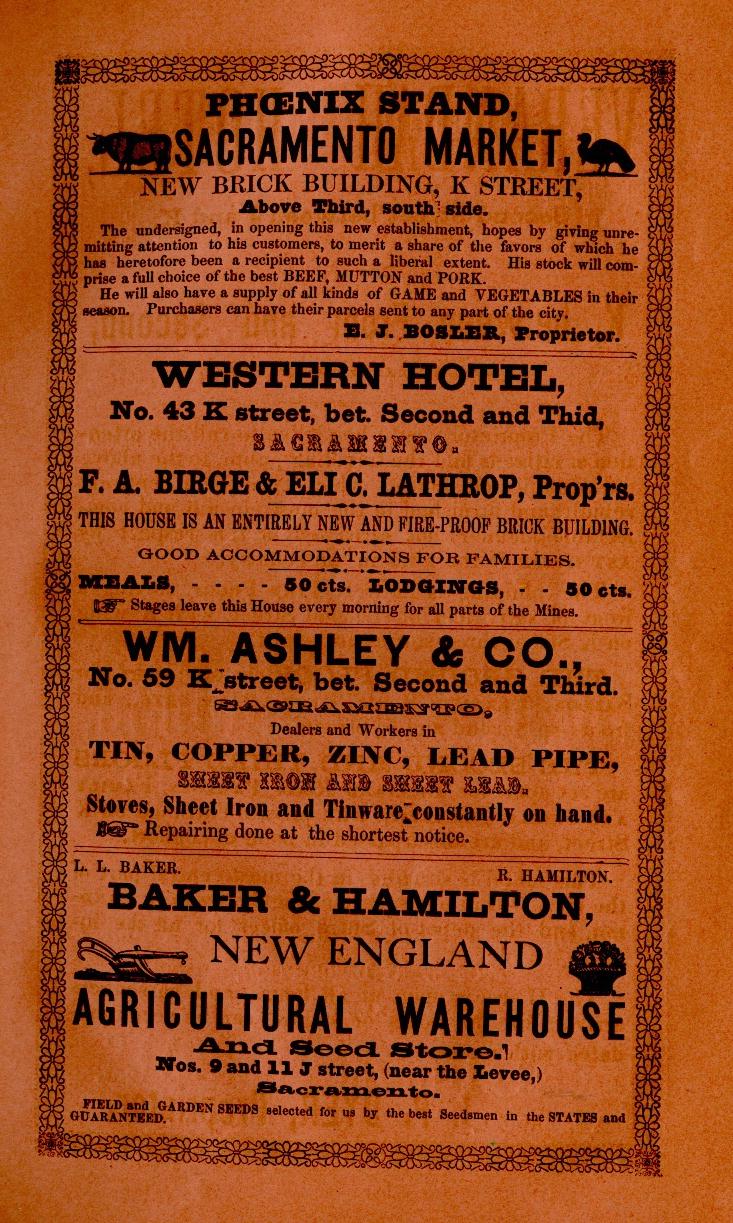 PHŒNIX STAND,
SACRAMENTO MARKET,
NEW BRICK BUILDING, K STREET,
Above Third, south side.
The undersigned, in opening this new establishment, hopes by giving unre-
mitting attention to his customers, to merit a share of the favors of which he
has heretofore been a recipient to such a liberal extent. His stock will com-
prise a full choice of the best BEEF, MUTTON and PORK.
He will also have a supply of all kinds of GAME and VEGETABLES in their
season. Purchasers can have their parcels sent to any part of the city.
E. J. BOSLER, Proprietor.
WESTERN HOTEL,
No. 43 K street, bet. Second and Thid,
SACRAMENTO.
F. A. BIRGE & ELI C. LATHROP, Prop'rs.
THIS HOUSE IS AN ENTIRELY NEW AND FIRE-PROOF BRICK BUILDING.
GOOD ACCOMMODATIONS FOR FAMILIES.
MEALS, - - - - 50 cts. LODGINGS, - - 50 cts.
☞ Stages leave this House every morning for all parts of the Mines.
WM. ASHLEY & CO.,
No. 59 K street, bet. Second and Third.
SACRAMENTO,
Dealers and Workers in
TIN, COPPER, ZINC, LEAD PIPE,
SHEET IRON AND SHEET LEAD.
Stoves, Sheet Iron and Tinware constantly on hand.
☞ Repairing done at the shortest notice.
L. L. BAKER. R. HAMILTON.
BAKER & HAMILTON,
NEW ENGLAND
AGRICULTURAL WAREHOUSE
And Seed Store.
Nos. 9 and 11 J street, (near the Levee,)
Sacramento.
FIELD and GARDEN SEEDS selected for us by the best Seedsmen in the STATES and
GUARANTEED.